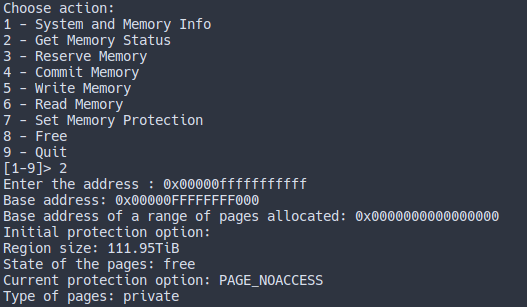 Choose action:
1 - System and Memory Info
2 - Get Memory Status
3 - Reserve Memory
4 - Commit Memory
5 - Write Memory
6 - Read Memory
7 - Set Memory Protection
8 - Free
9 - Quit
[1-9]> 2
Enter the address : 0x00000fffffffffff
Base address: 0x00000FFFFFFFF000
Base address of a range of pages allocated: 0x0000000000000000
Initial protection option:
Region size: 111.95TiB
State of the pages: free
Current protection option: PAGE_NOACCESS
Type of pages: private